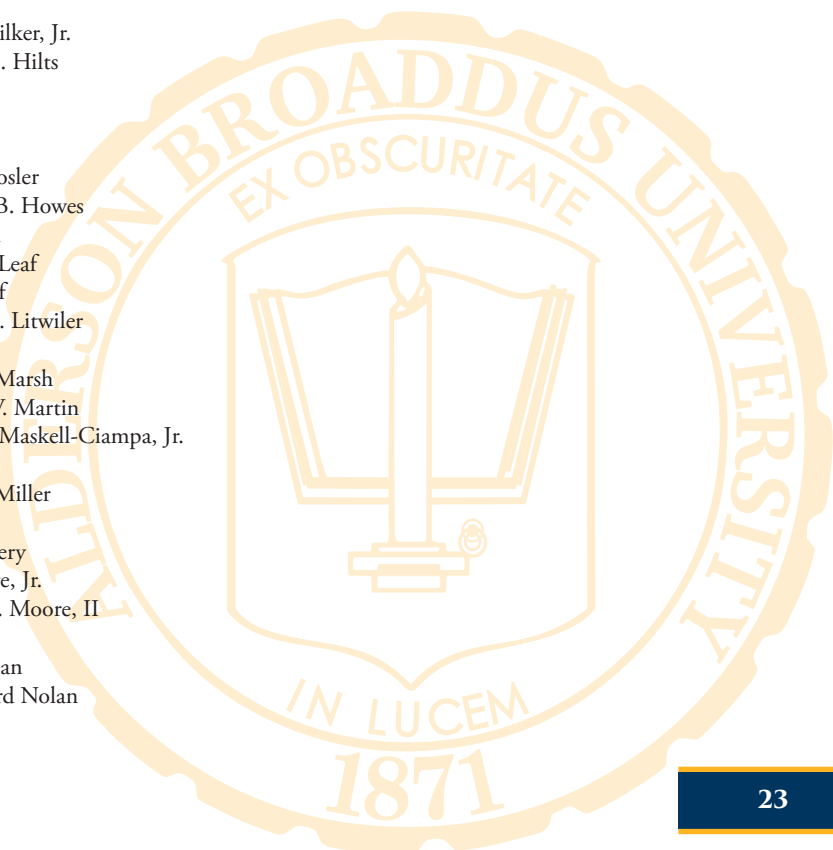 ilker, Jr.
. Hilts
osler
B. Howes
Leaf
f
. Litwiler
Marsh
. Martin
Maskell-Ciampa, Jr.
Miller
ery
e, Jr.
. Moore, II
an
rd Nolan
ALDERSON BROADDUS UNIVERSITY
EX OBSCURITATE
IN LUCEM
1871
23